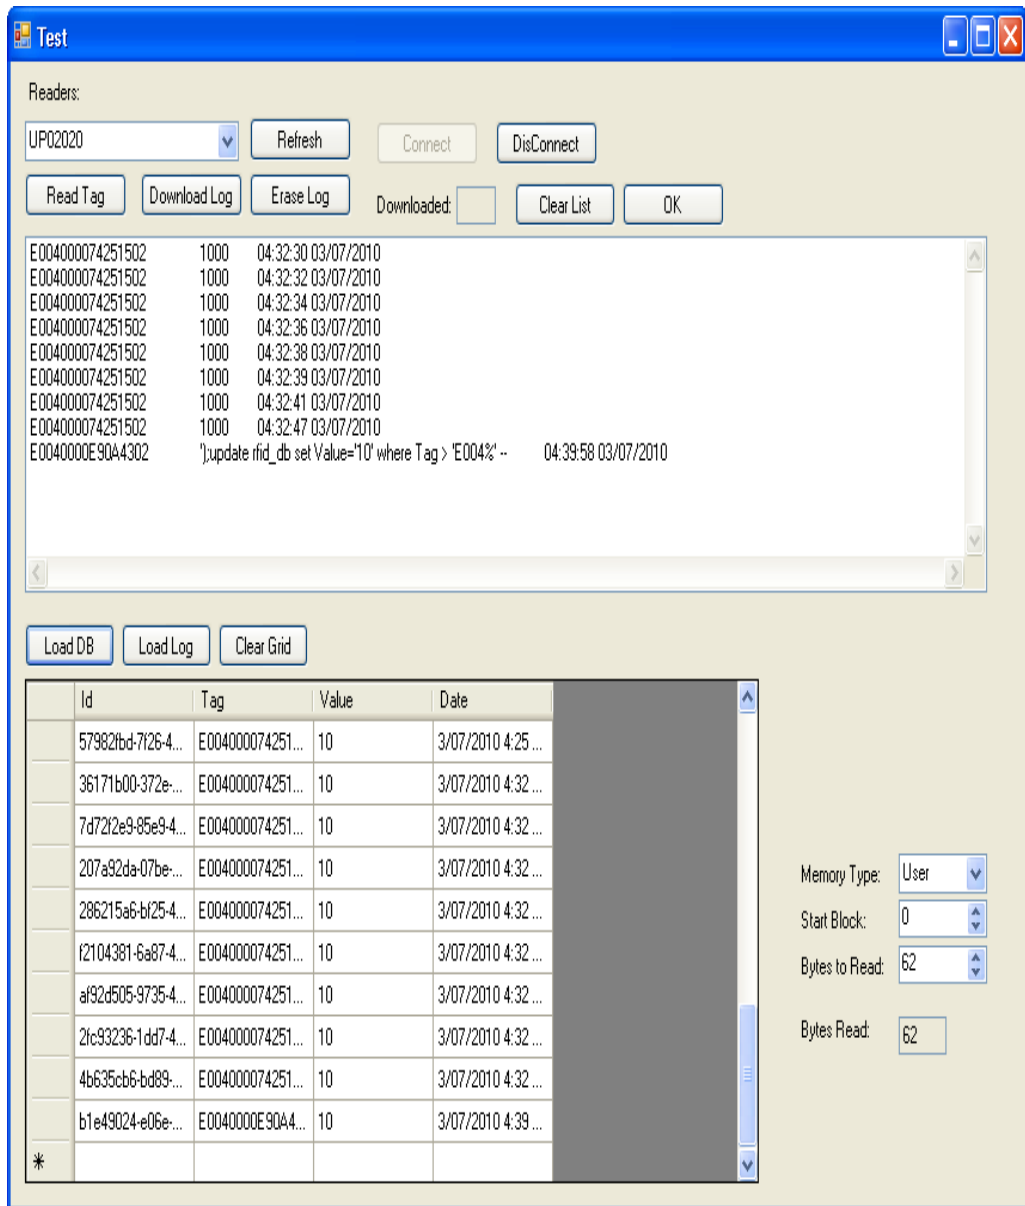 Test
Readers:
UP02020 Refresh Connect DisConnect
Read Tag Download Log Erase Log Downloaded: Clear List OK
E004000074251502 1000 04:32:30 03/07/2010
E004000074251502 1000 04:32:32 03/07/2010
E004000074251502 1000 04:32:34 03/07/2010
E004000074251502 1000 04:32:36 03/07/2010
E004000074251502 1000 04:32:38 03/07/2010
E004000074251502 1000 04:32:39 03/07/2010
E004000074251502 1000 04:32:41 03/07/2010
E004000074251502 1000 04:32:47 03/07/2010
E0040000E90A4302 ');update rfid_db set Value='10' where Tag > 'E004%' -- 04:39:58 03/07/2010
Load DB Load Log Clear Grid
Id Tag Value Date
57982fbd-7f26-4... E004000074251... 10 3/07/2010 4:25 ...
36171b00-372e-... E004000074251... 10 3/07/2010 4:32 ...
7d72f2e9-85e9-4... E004000074251... 10 3/07/2010 4:32 ...
207a92da-07be-... E004000074251... 10 3/07/2010 4:32 ...
286215a6-bf25-4... E004000074251... 10 3/07/2010 4:32 ...
f2104381-6a87-4... E004000074251... 10 3/07/2010 4:32 ...
af92d505-9735-4... E004000074251... 10 3/07/2010 4:32 ...
2fc93236-1dd7-4... E004000074251... 10 3/07/2010 4:32 ...
4b635cb6-bd89-... E004000074251... 10 3/07/2010 4:32 ...
b1e49024-e06e-... E0040000E90A4... 10 3/07/2010 4:39 ...
*
Memory Type: User
Start Block: 0
Bytes to Read: 62
Bytes Read: 62